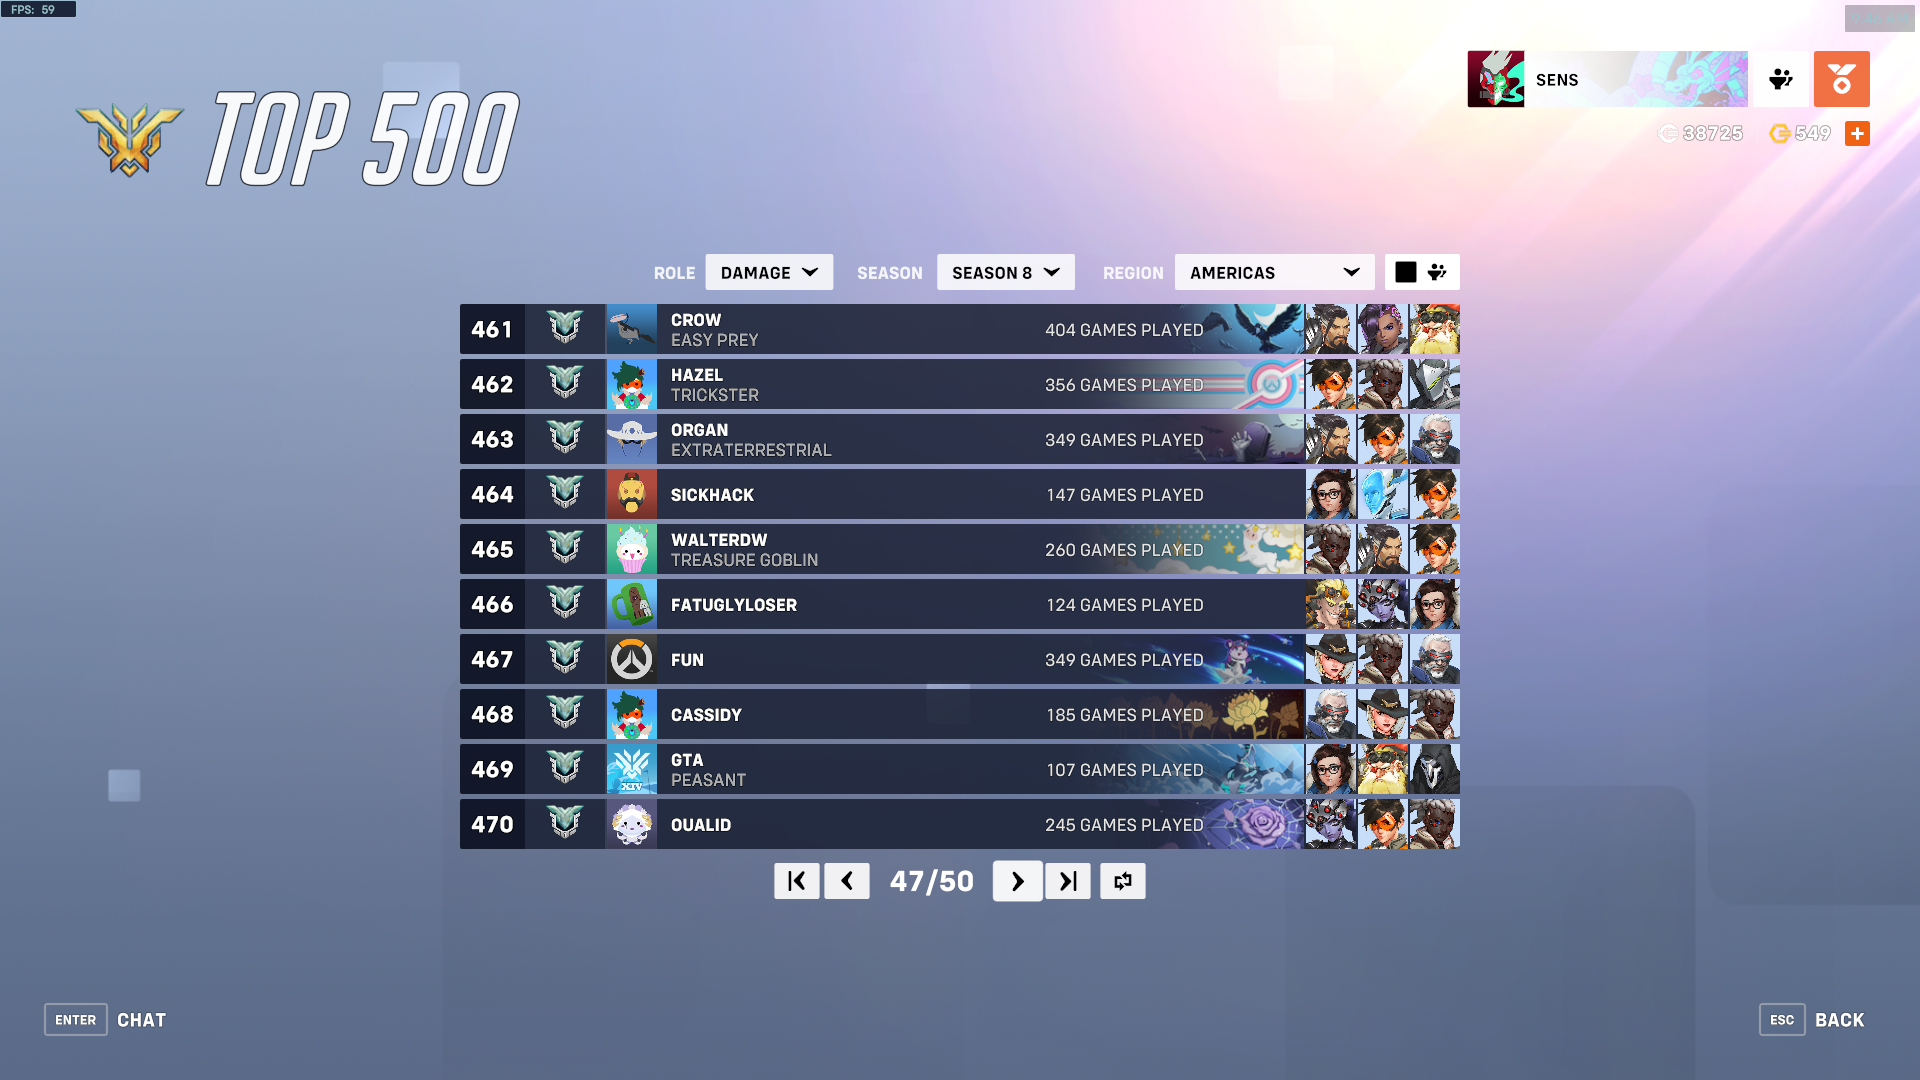 FPS: 59
TOP 500
SENS
38725
549
ROLE
DAMAGE
SEASON
SEASON 8
REGION
AMERICAS
461
CROW
EASY PREY
404 GAMES PLAYED
462
HAZEL
TRICKSTER
356 GAMES PLAYED
463
ORGAN
EXTRATERRESTRIAL
349 GAMES PLAYED
464
SICKHACK
147 GAMES PLAYED
465
WALTERDW
TREASURE GOBLIN
260 GAMES PLAYED
466
FATUGLYLOSER
124 GAMES PLAYED
467
FUN
349 GAMES PLAYED
468
CASSIDY
185 GAMES PLAYED
469
XIV
GTA
PEASANT
107 GAMES PLAYED
470
OUALID
245 GAMES PLAYED
47/50
ENTER
CHAT
ESC
BACK